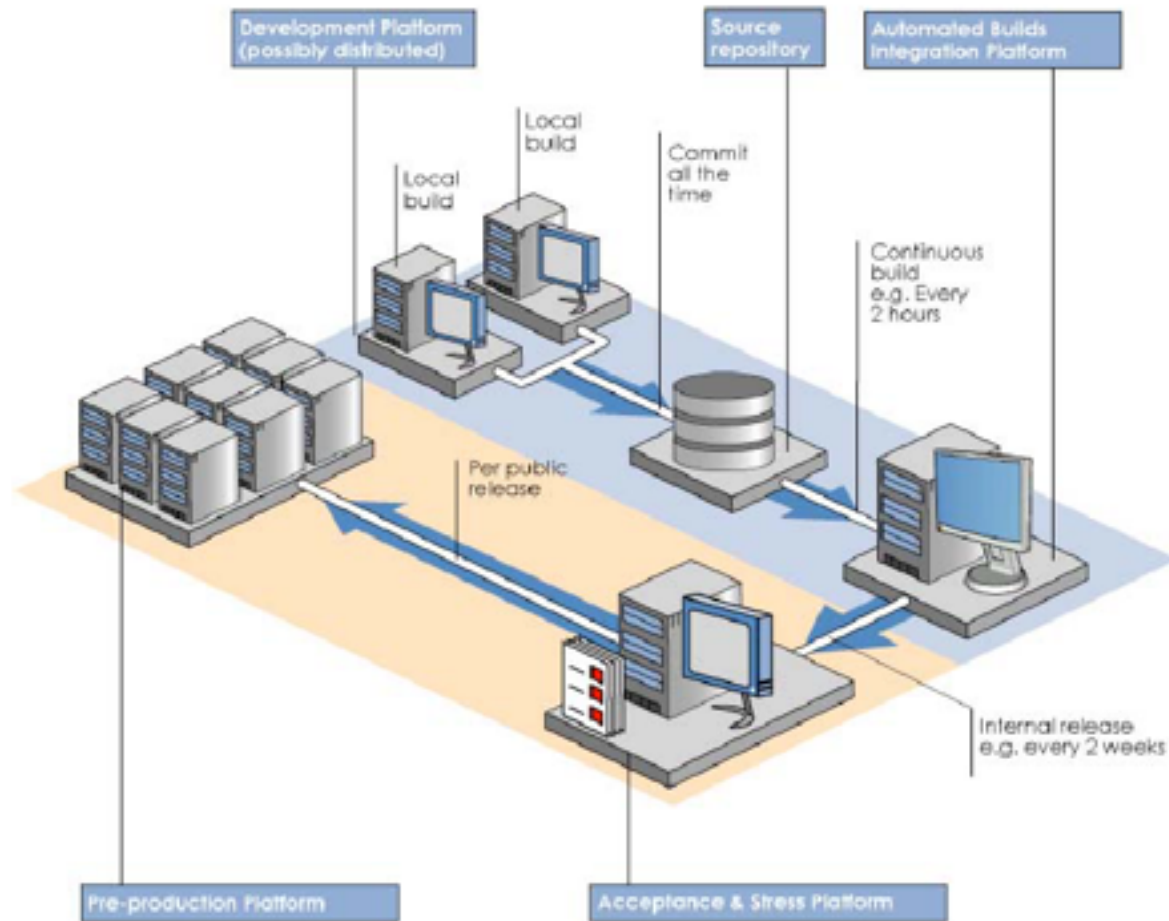 Development Platform
(possibly distributed)
Source
repository
Automated Builds
Integration Platform
Local
build
Local
build
Commit
all the
time
Continuous
build
e.g. Every
2 hours
Per public
release
Internal release
e.g. every 2 weeks
Pre-production Platform
Acceptance & Stress Platform